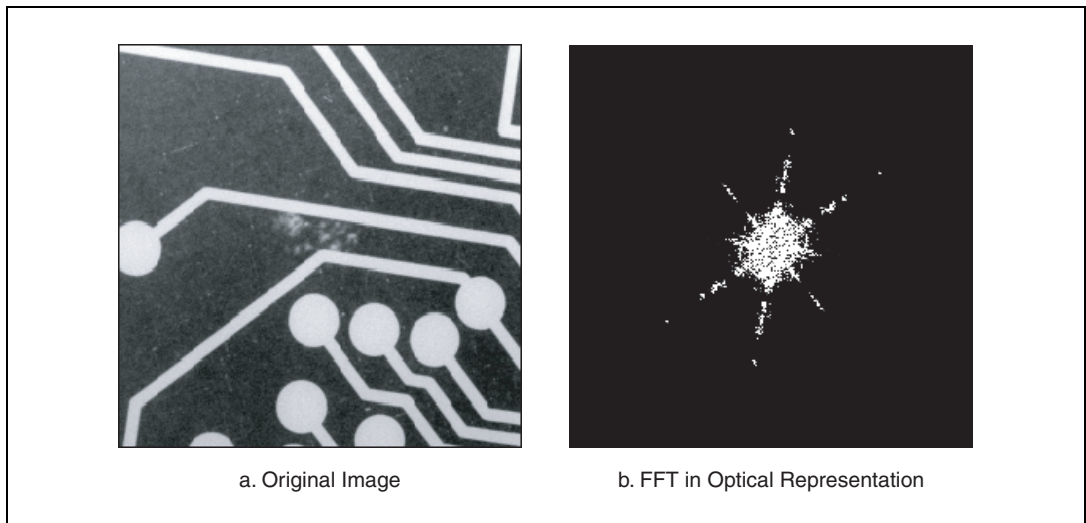 a. Original Image
b. FFT in Optical Representation